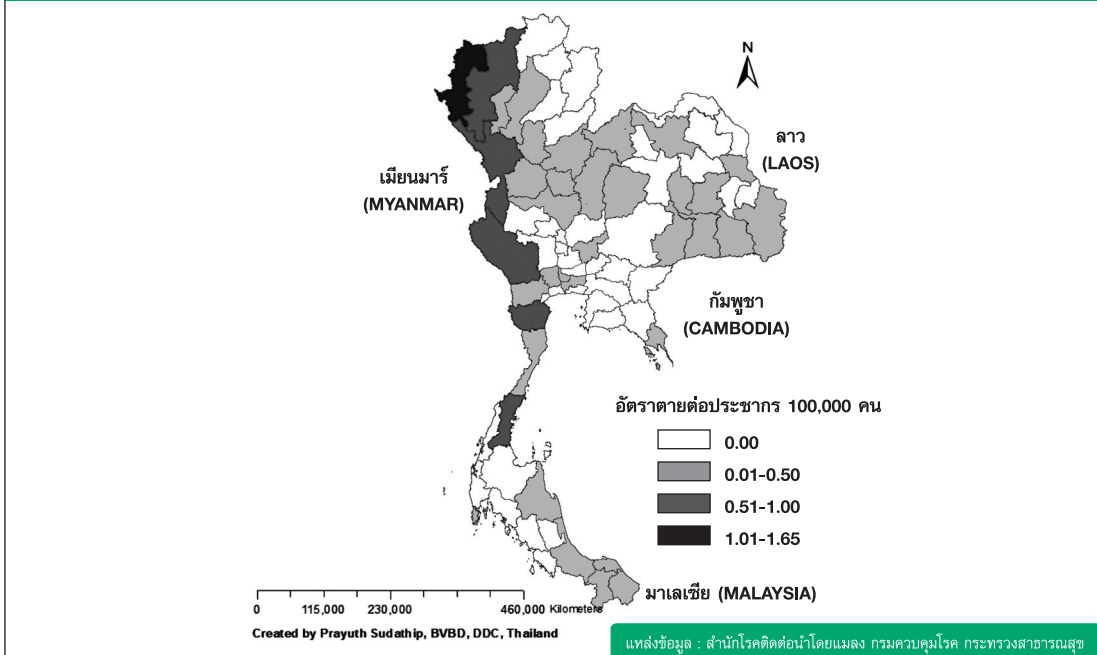 N
ลาว
(LAOS)
เมียนมาร์
(MYANMAR)
กัมพูชา
(CAMBODIA)
อัตราตายต่อประชากร 100,000 คน
0.00
0.01-0.50
0.51-1.00
1.01-1.65
มาเลเซีย (MALAYSIA)
0 115,000 230,000 460,000 Kilometers
Created by Prayuth Sudathip, BVBD, DDC, Thailand
แหล่งข้อมูล : สำนักโรคติดต่อนำโดยแมลง กรมควบคุมโรค กระทรวงสาธารณสุข